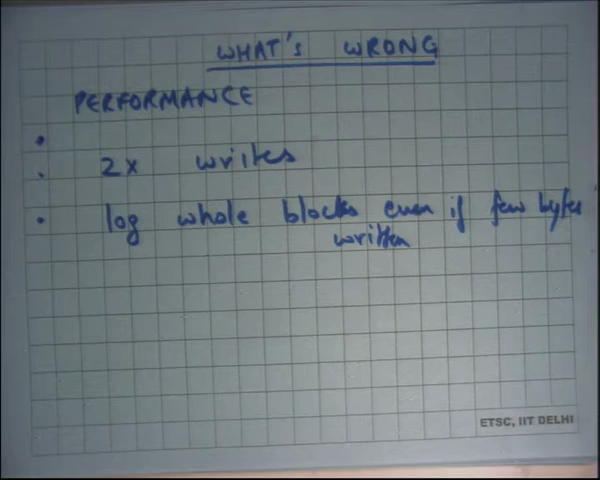 WHAT's WRONG
PERFORMANCE
• 2x writes
• log whole blocks even if few bytes
written
ETSC, IIT DELHI